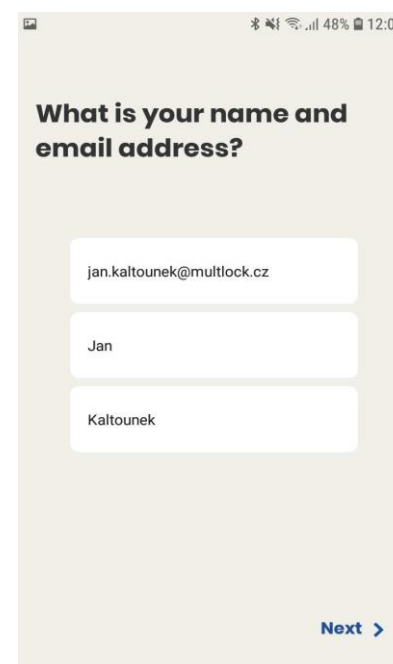 48% 12:0
What is your name and
email address?
jan.kaltounek@multlock.cz
Jan
Kaltounek
Next